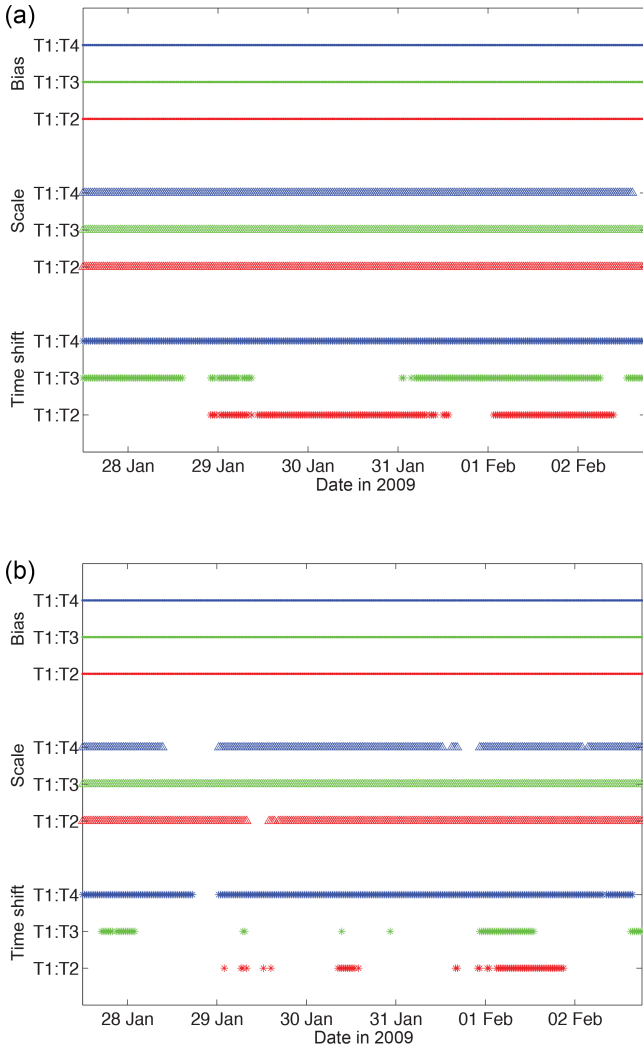 (a)
Bias
T1:T4
T1:T3
T1:T2
Scale
T1:T4
T1:T3
T1:T2
Time shift
T1:T4
T1:T3
T1:T2
28 Jan 29 Jan 30 Jan 31 Jan 01 Feb 02 Feb
Date in 2009
(b)
Bias
T1:T4
T1:T3
T1:T2
Scale
T1:T4
T1:T3
T1:T2
Time shift
T1:T4
T1:T3
T1:T2
28 Jan 29 Jan 30 Jan 31 Jan 01 Feb 02 Feb
Date in 2009